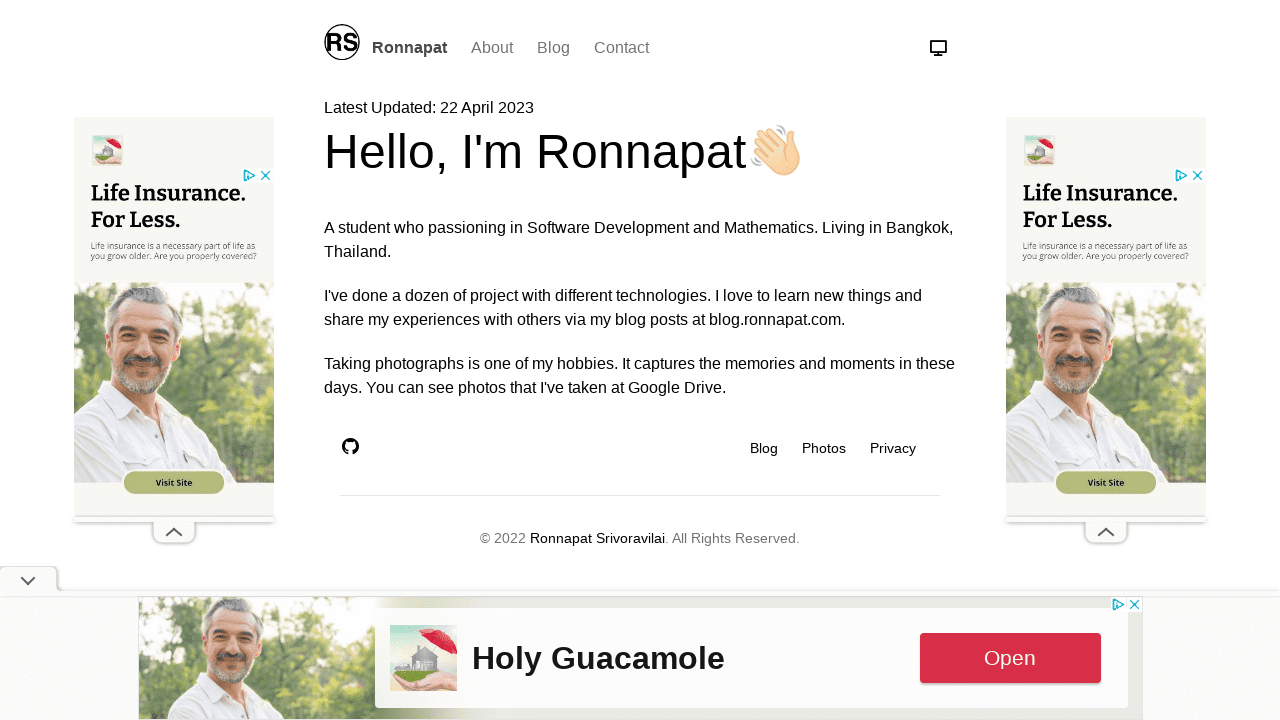 RS
Ronnapat About Blog Contact
Latest Updated: 22 April 2023
Hello, I'm Ronnapat👋🏻
A student who passioning in Software Development and Mathematics. Living in Bangkok,
Thailand.
I've done a dozen of project with different technologies. I love to learn new things and
share my experiences with others via my blog posts at blog.ronnapat.com.
Taking photographs is one of my hobbies. It captures the memories and moments in these
days. You can see photos that I've taken at Google Drive.
Blog Photos Privacy
© 2022 Ronnapat Srivoravilai. All Rights Reserved.
Life Insurance.
For Less.
Life insurance is a necessary part of life as
you grow older. Are you properly covered?
Visit Site
Life Insurance.
For Less.
Life insurance is a necessary part of life as
you grow older. Are you properly covered?
Visit Site
Holy Guacamole
Open